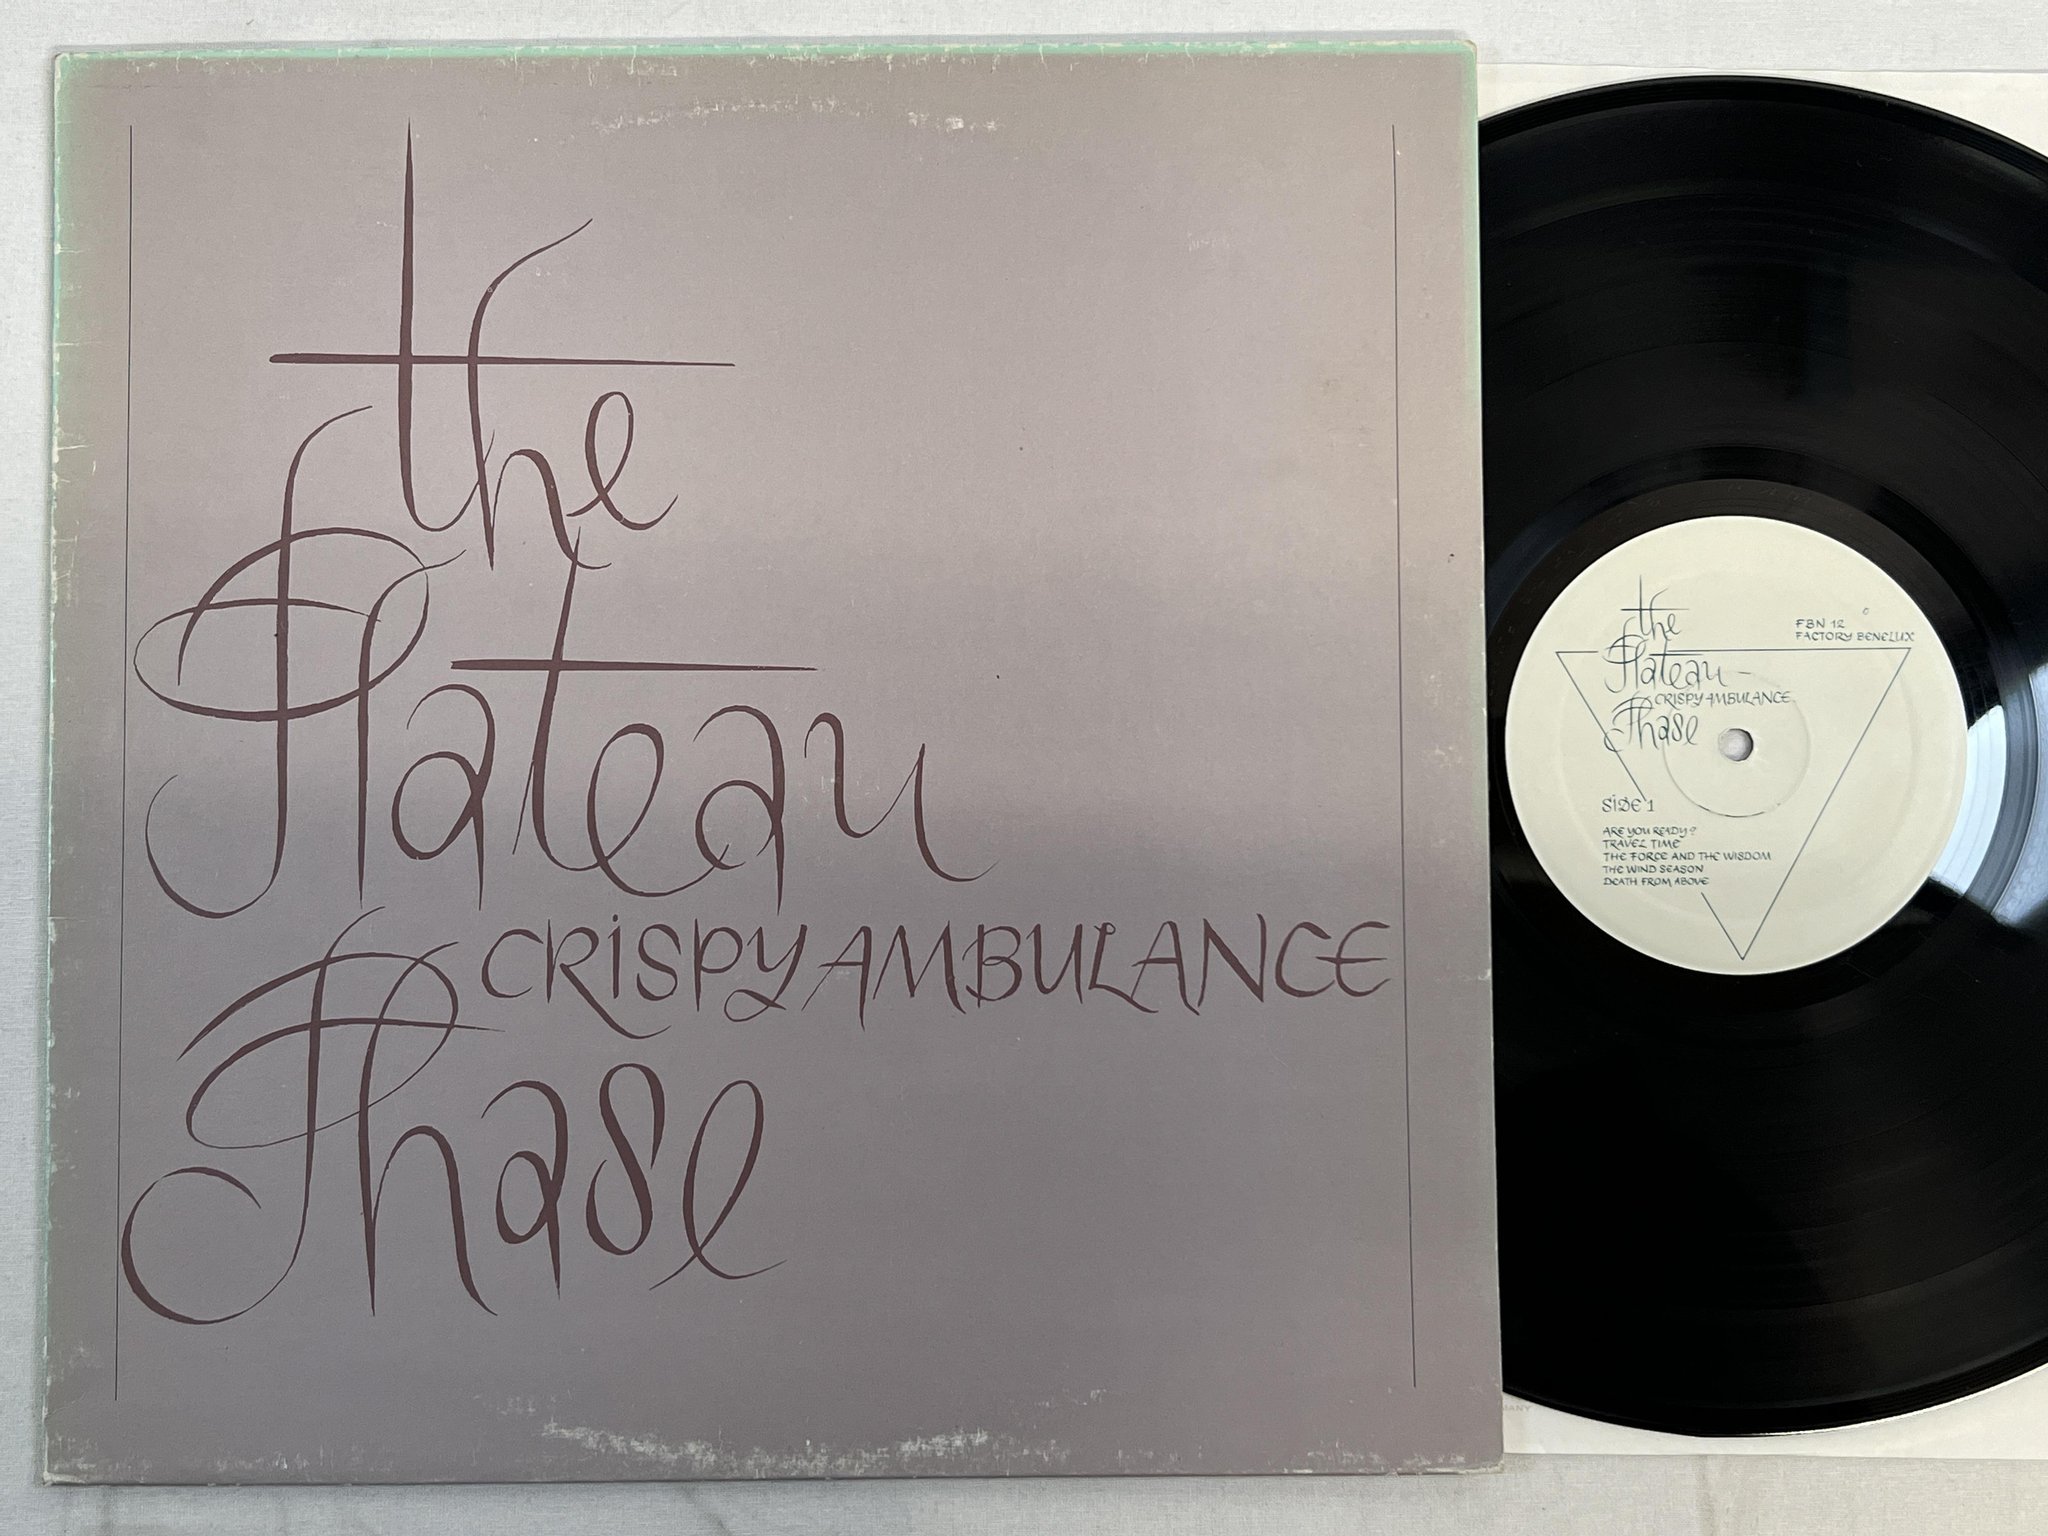 the
Plateau
CRISPY AMBULANCE
Phase
the
Plateau
CRISPY AMBULANCE
Phase
FBN 12
FACTORY BENELUX
SIDE 1
ARE YOU READY?
TRAVEL TIME
THE FORCE AND THE WISDOM
THE WIND SEASON
DEATH FROM ABOVE